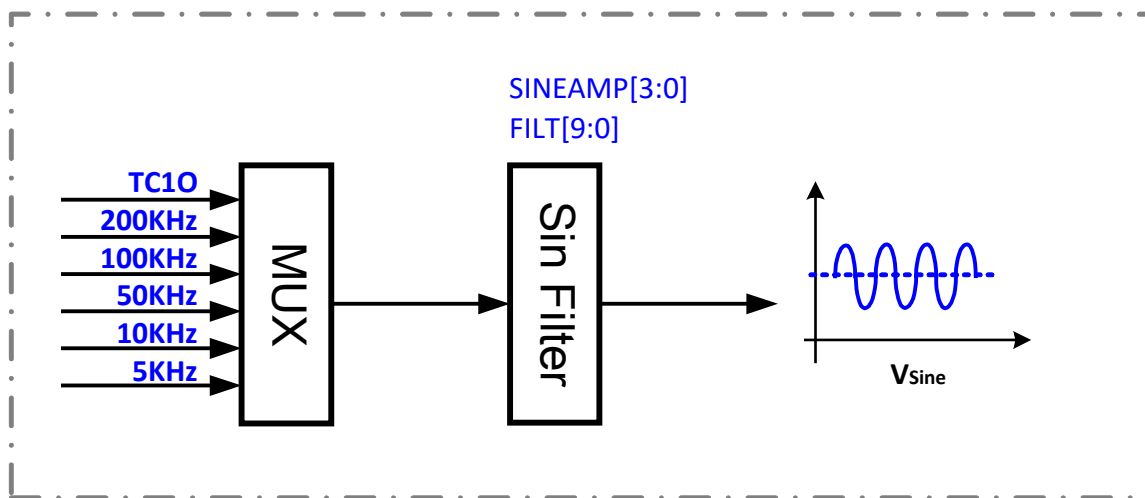 SINEAMP[3:0]
FILT[9:0]
TC1O
200KHz
100KHz
50KHz
10KHz
5KHz
MUX
Sin Filter
VSine